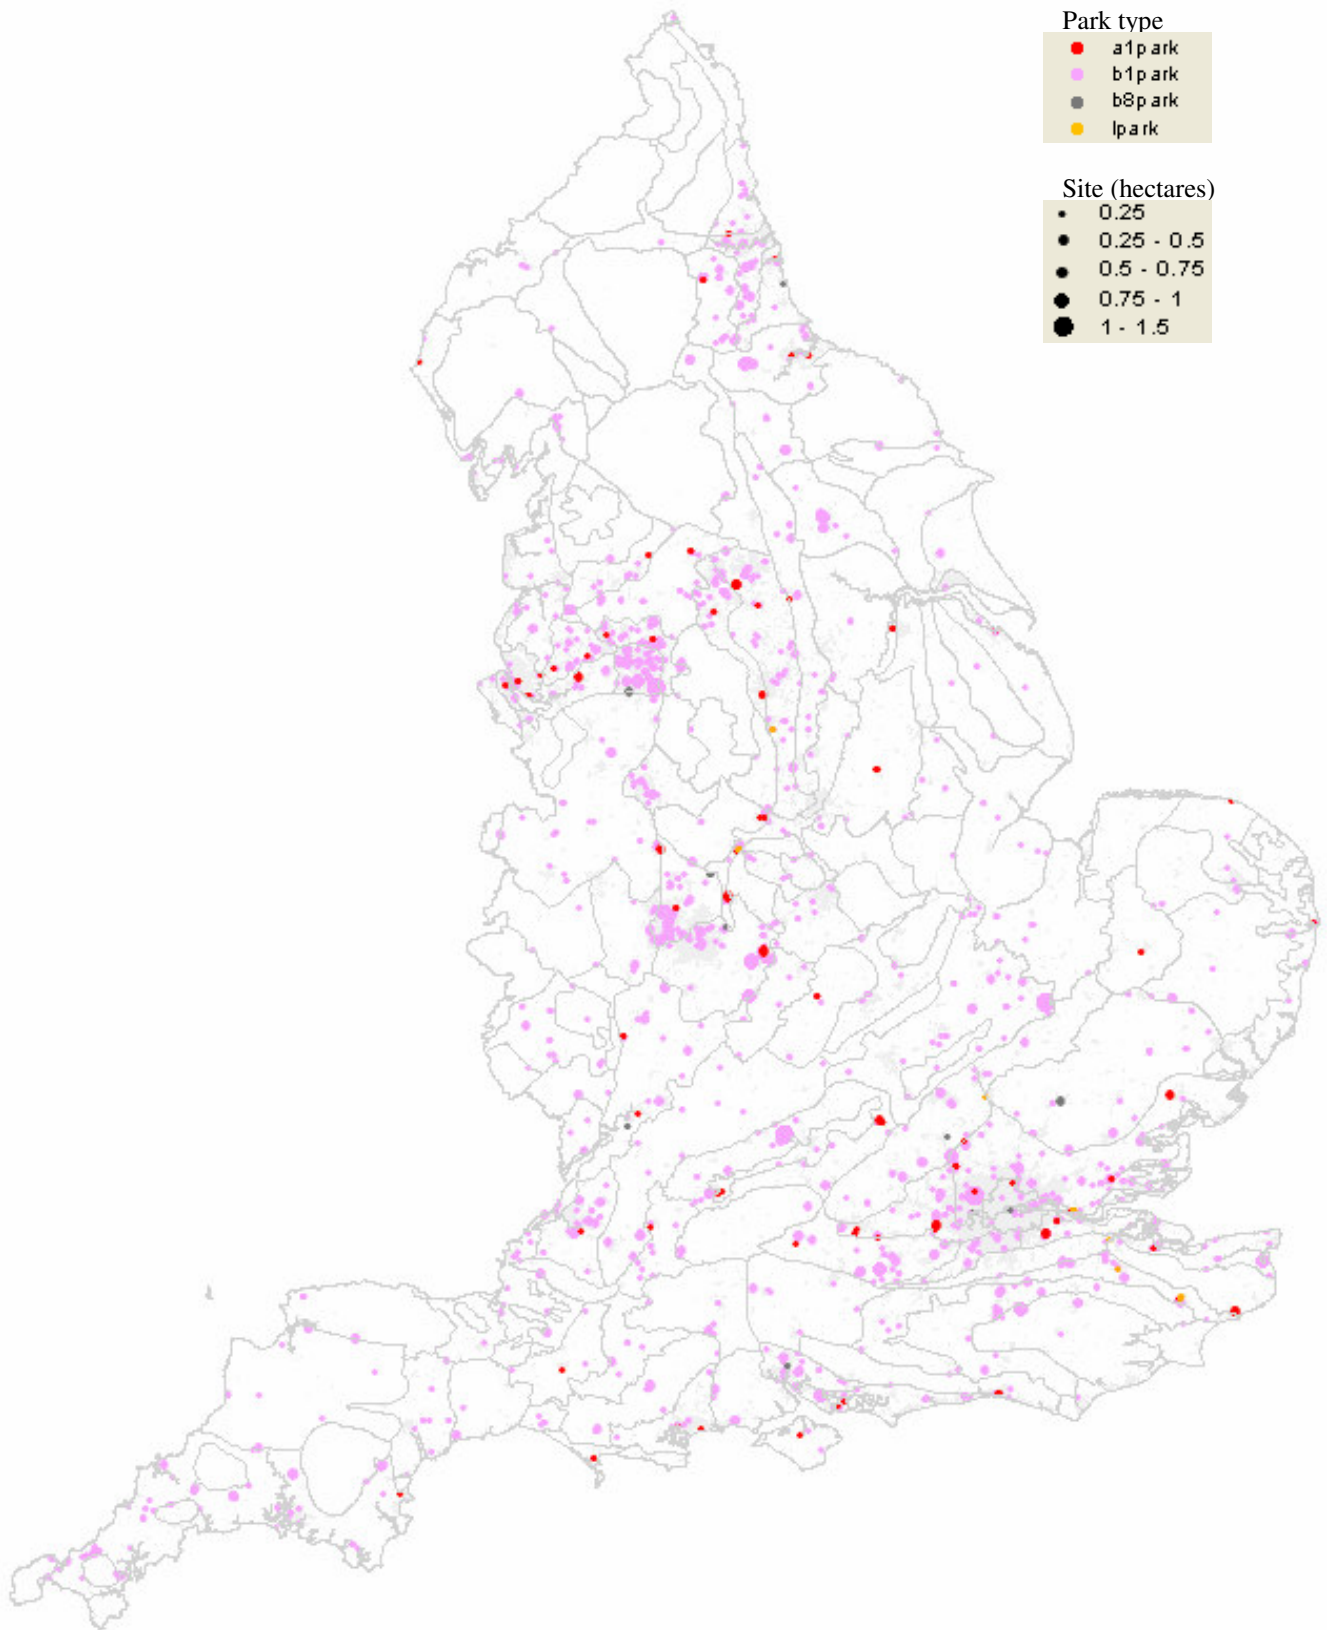 Park type
a1park
b1park
b8park
lpark
Site (hectares)
0.25
0.25 - 0.5
0.5 - 0.75
0.75 - 1
1 - 1.5